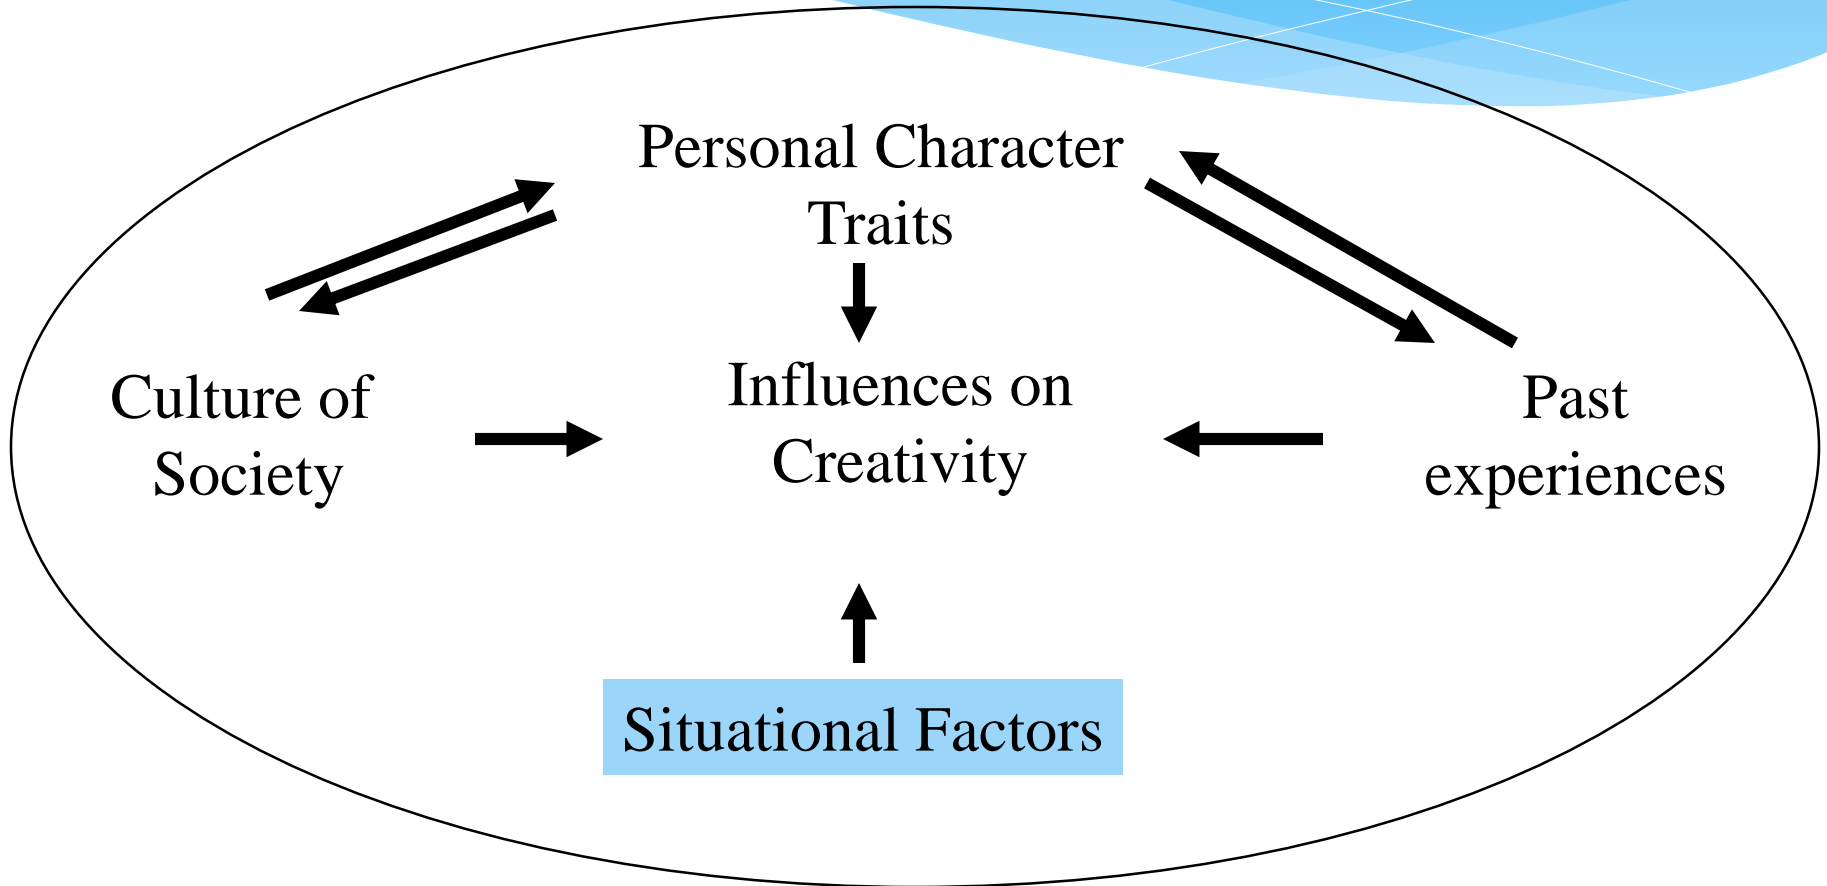 Personal Character
Traits
Influences on
Creativity
Culture of
Society
Past
experiences
Situational Factors